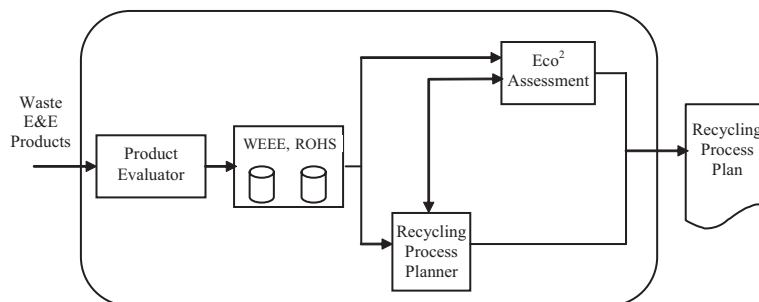 Waste
E&E
Products
Product
Evaluator
WEEE, ROHS
Eco²
Assessment
Recycling
Process
Planner
Recycling
Process
Plan